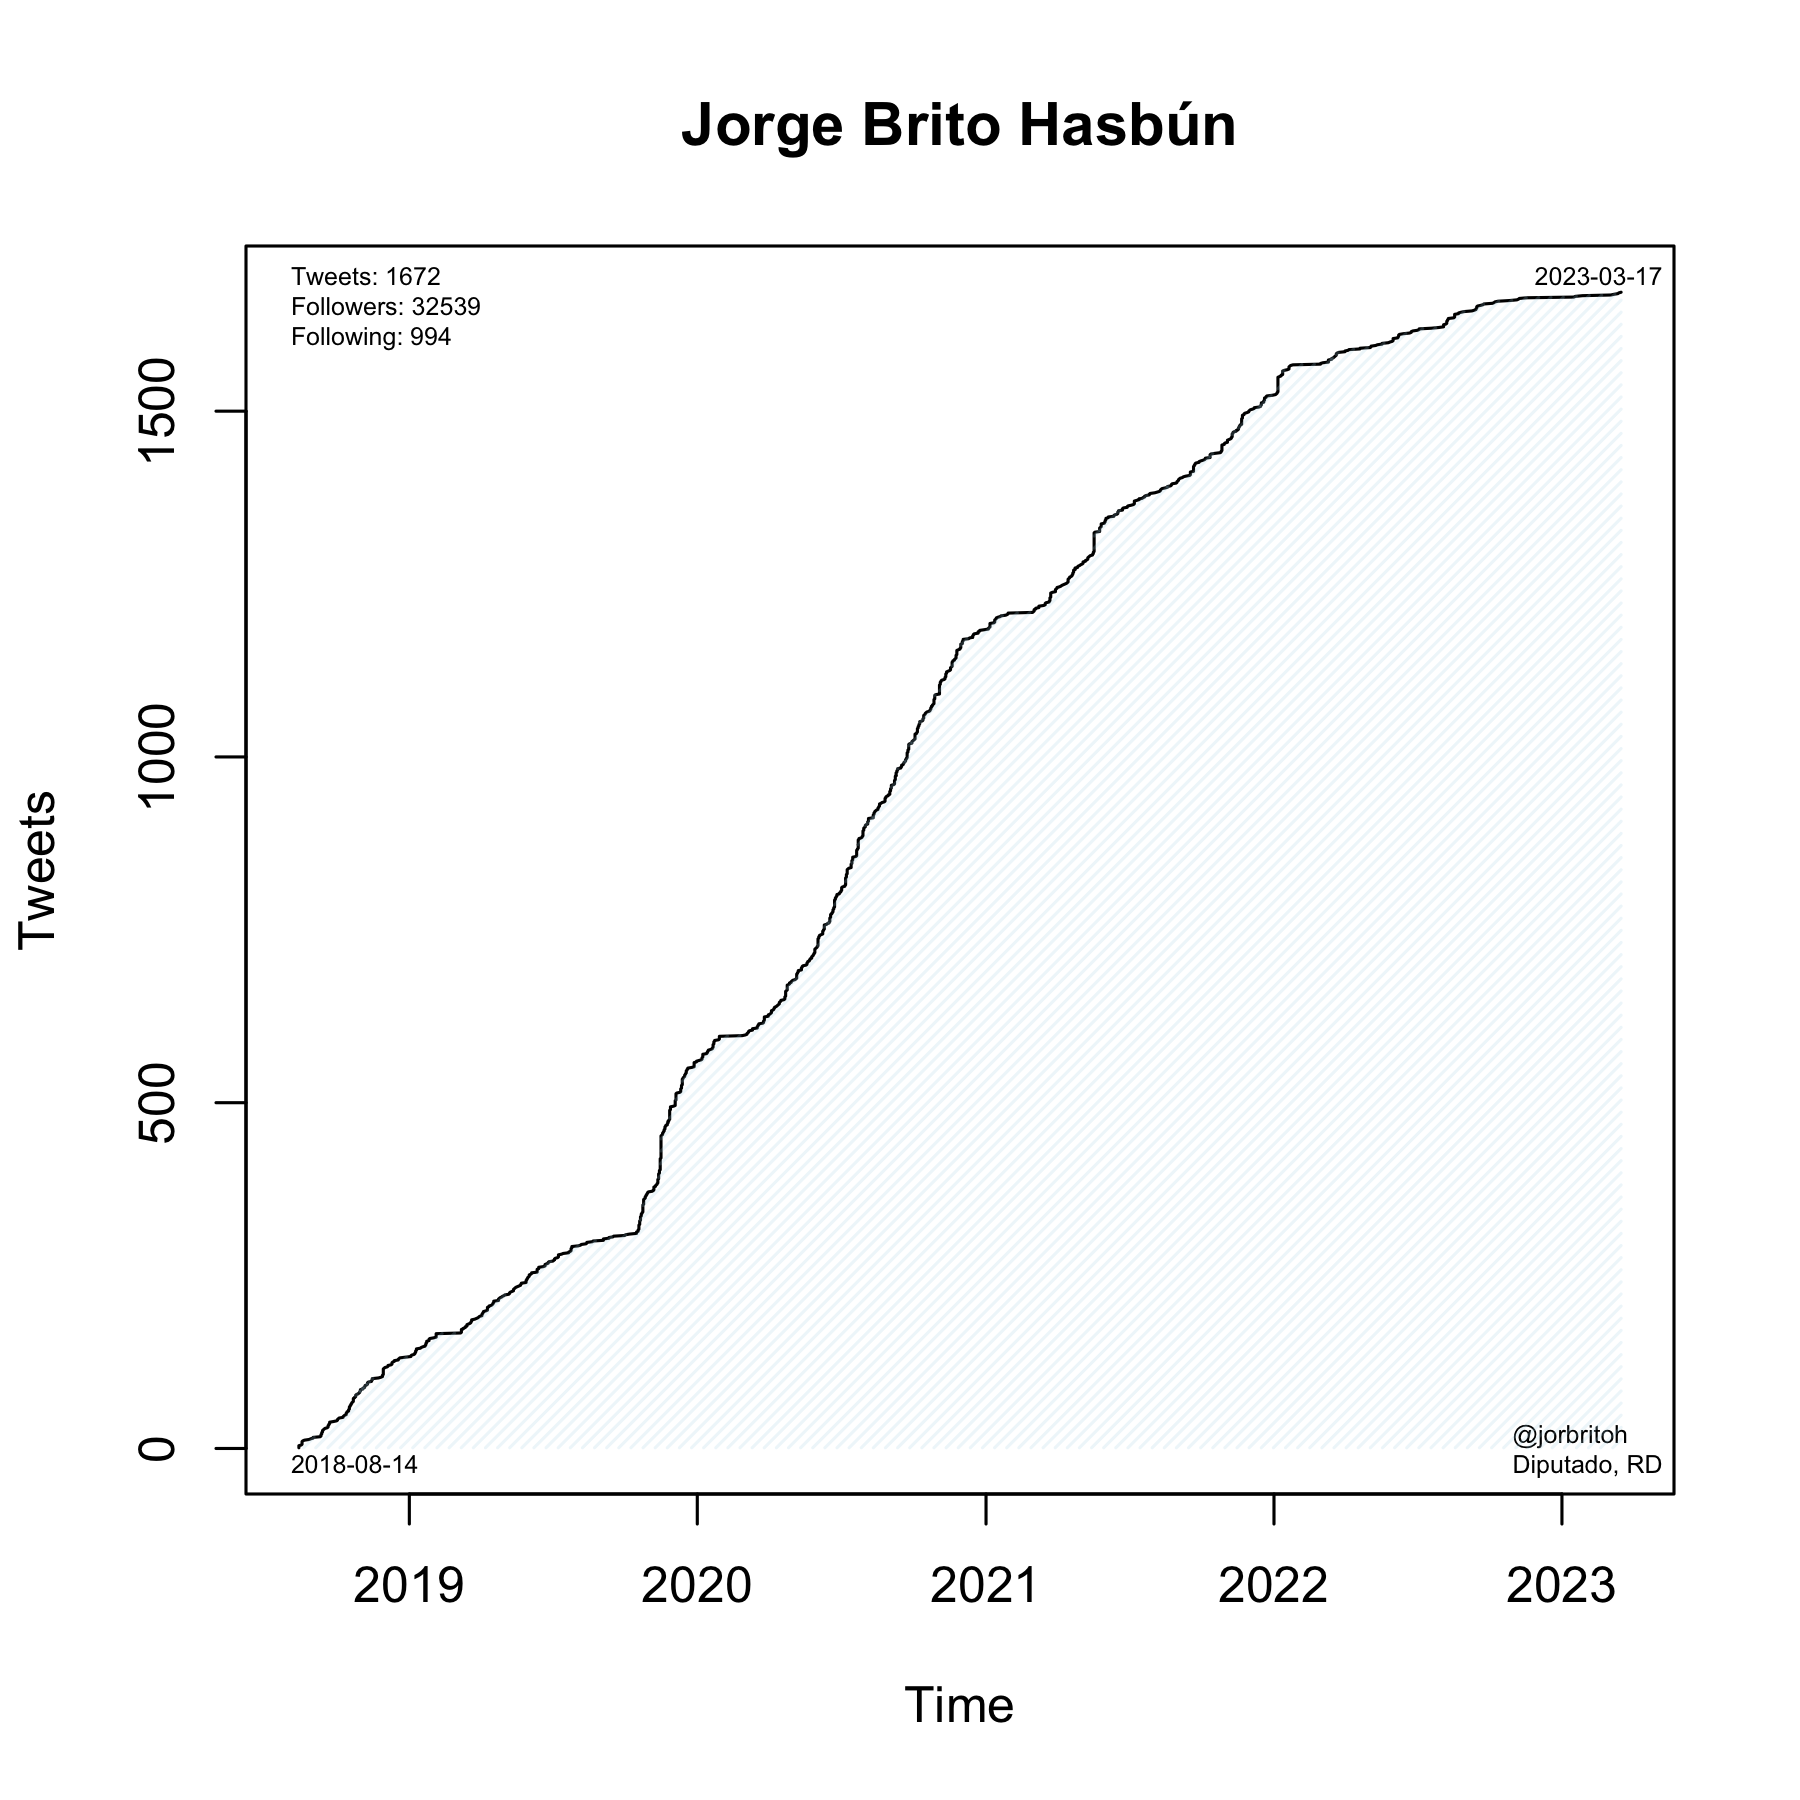 Jorge Brito Hasbún
Tweets: 1672
Followers: 32539
Following: 994
2023-03-17
1500
1000
500
0
Tweets
2018-08-14
@jorbritoh
Diputado, RD
2019 2020 2021 2022 2023
Time